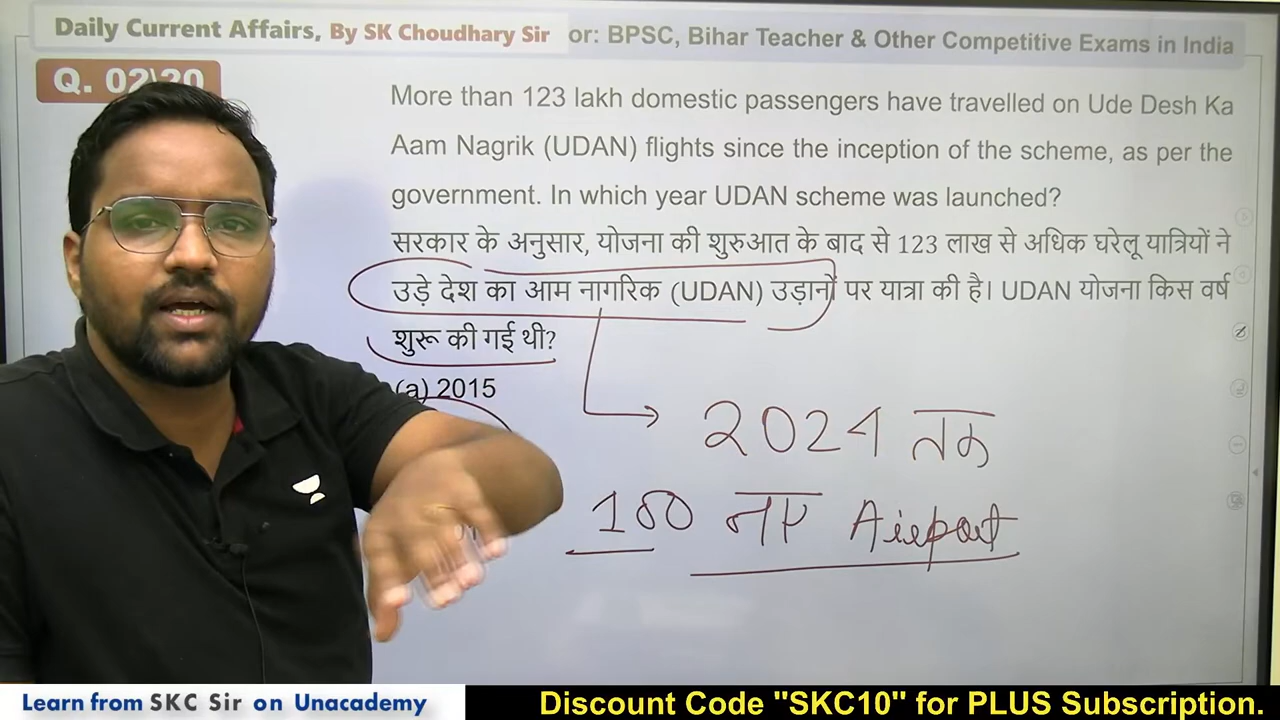 Daily Current Affairs, By SK Choudhary Sir or: BPSC, Bihar Teacher & Other Competitive Exams in India
Q. 02\20
More than 123 lakh domestic passengers have travelled on Ude Desh Ka
Aam Nagrik (UDAN) flights since the inception of the scheme, as per the
government. In which year UDAN scheme was launched?
सरकार के अनुसार, योजना की शुरुआत के बाद से 123 लाख से अधिक घरेलू यात्रियों ने
उड़े देश का आम नागरिक (UDAN) उड़ानों पर यात्रा की है। UDAN योजना किस वर्ष
शुरू की गई थी?
(a) 2015
2024 तक
100 नए Airport
Learn from SKC Sir on Unacademy
Discount Code "SKC10" for PLUS Subscription.